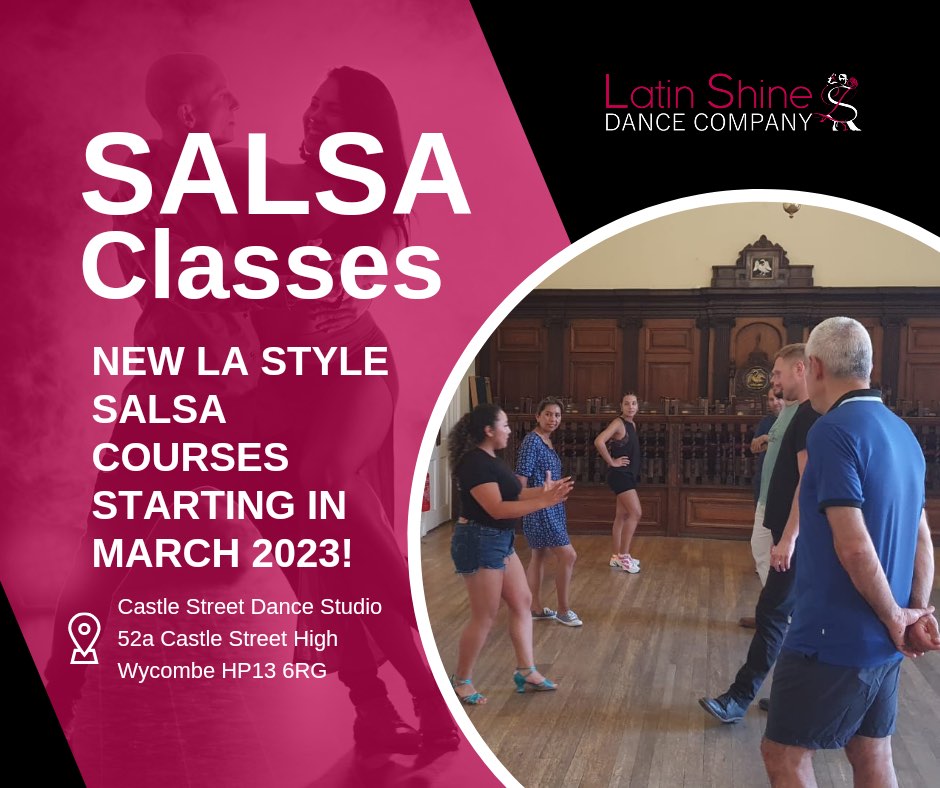 Latin Shine
DANCE COMPANY
SALSA
Classes
NEW LA STYLE
SALSA
COURSES
STARTING IN
MARCH 2023!
Castle Street Dance Studio
52a Castle Street High
Wycombe HP13 6RG